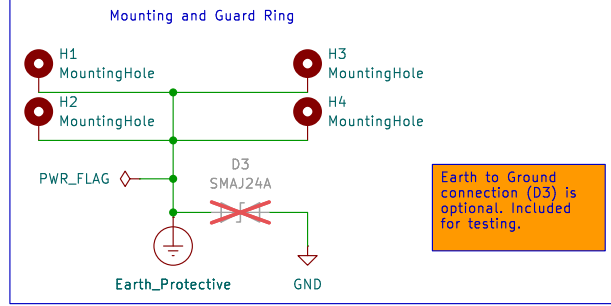 Mounting and Guard Ring
H1
MountingHole
H3
MountingHole
H2
MountingHole
H4
MountingHole
D3
SMAJ24A
PWR_FLAG
Earth to Ground
connection (D3) is
optional. Included
for testing.
Earth_Protective
GND